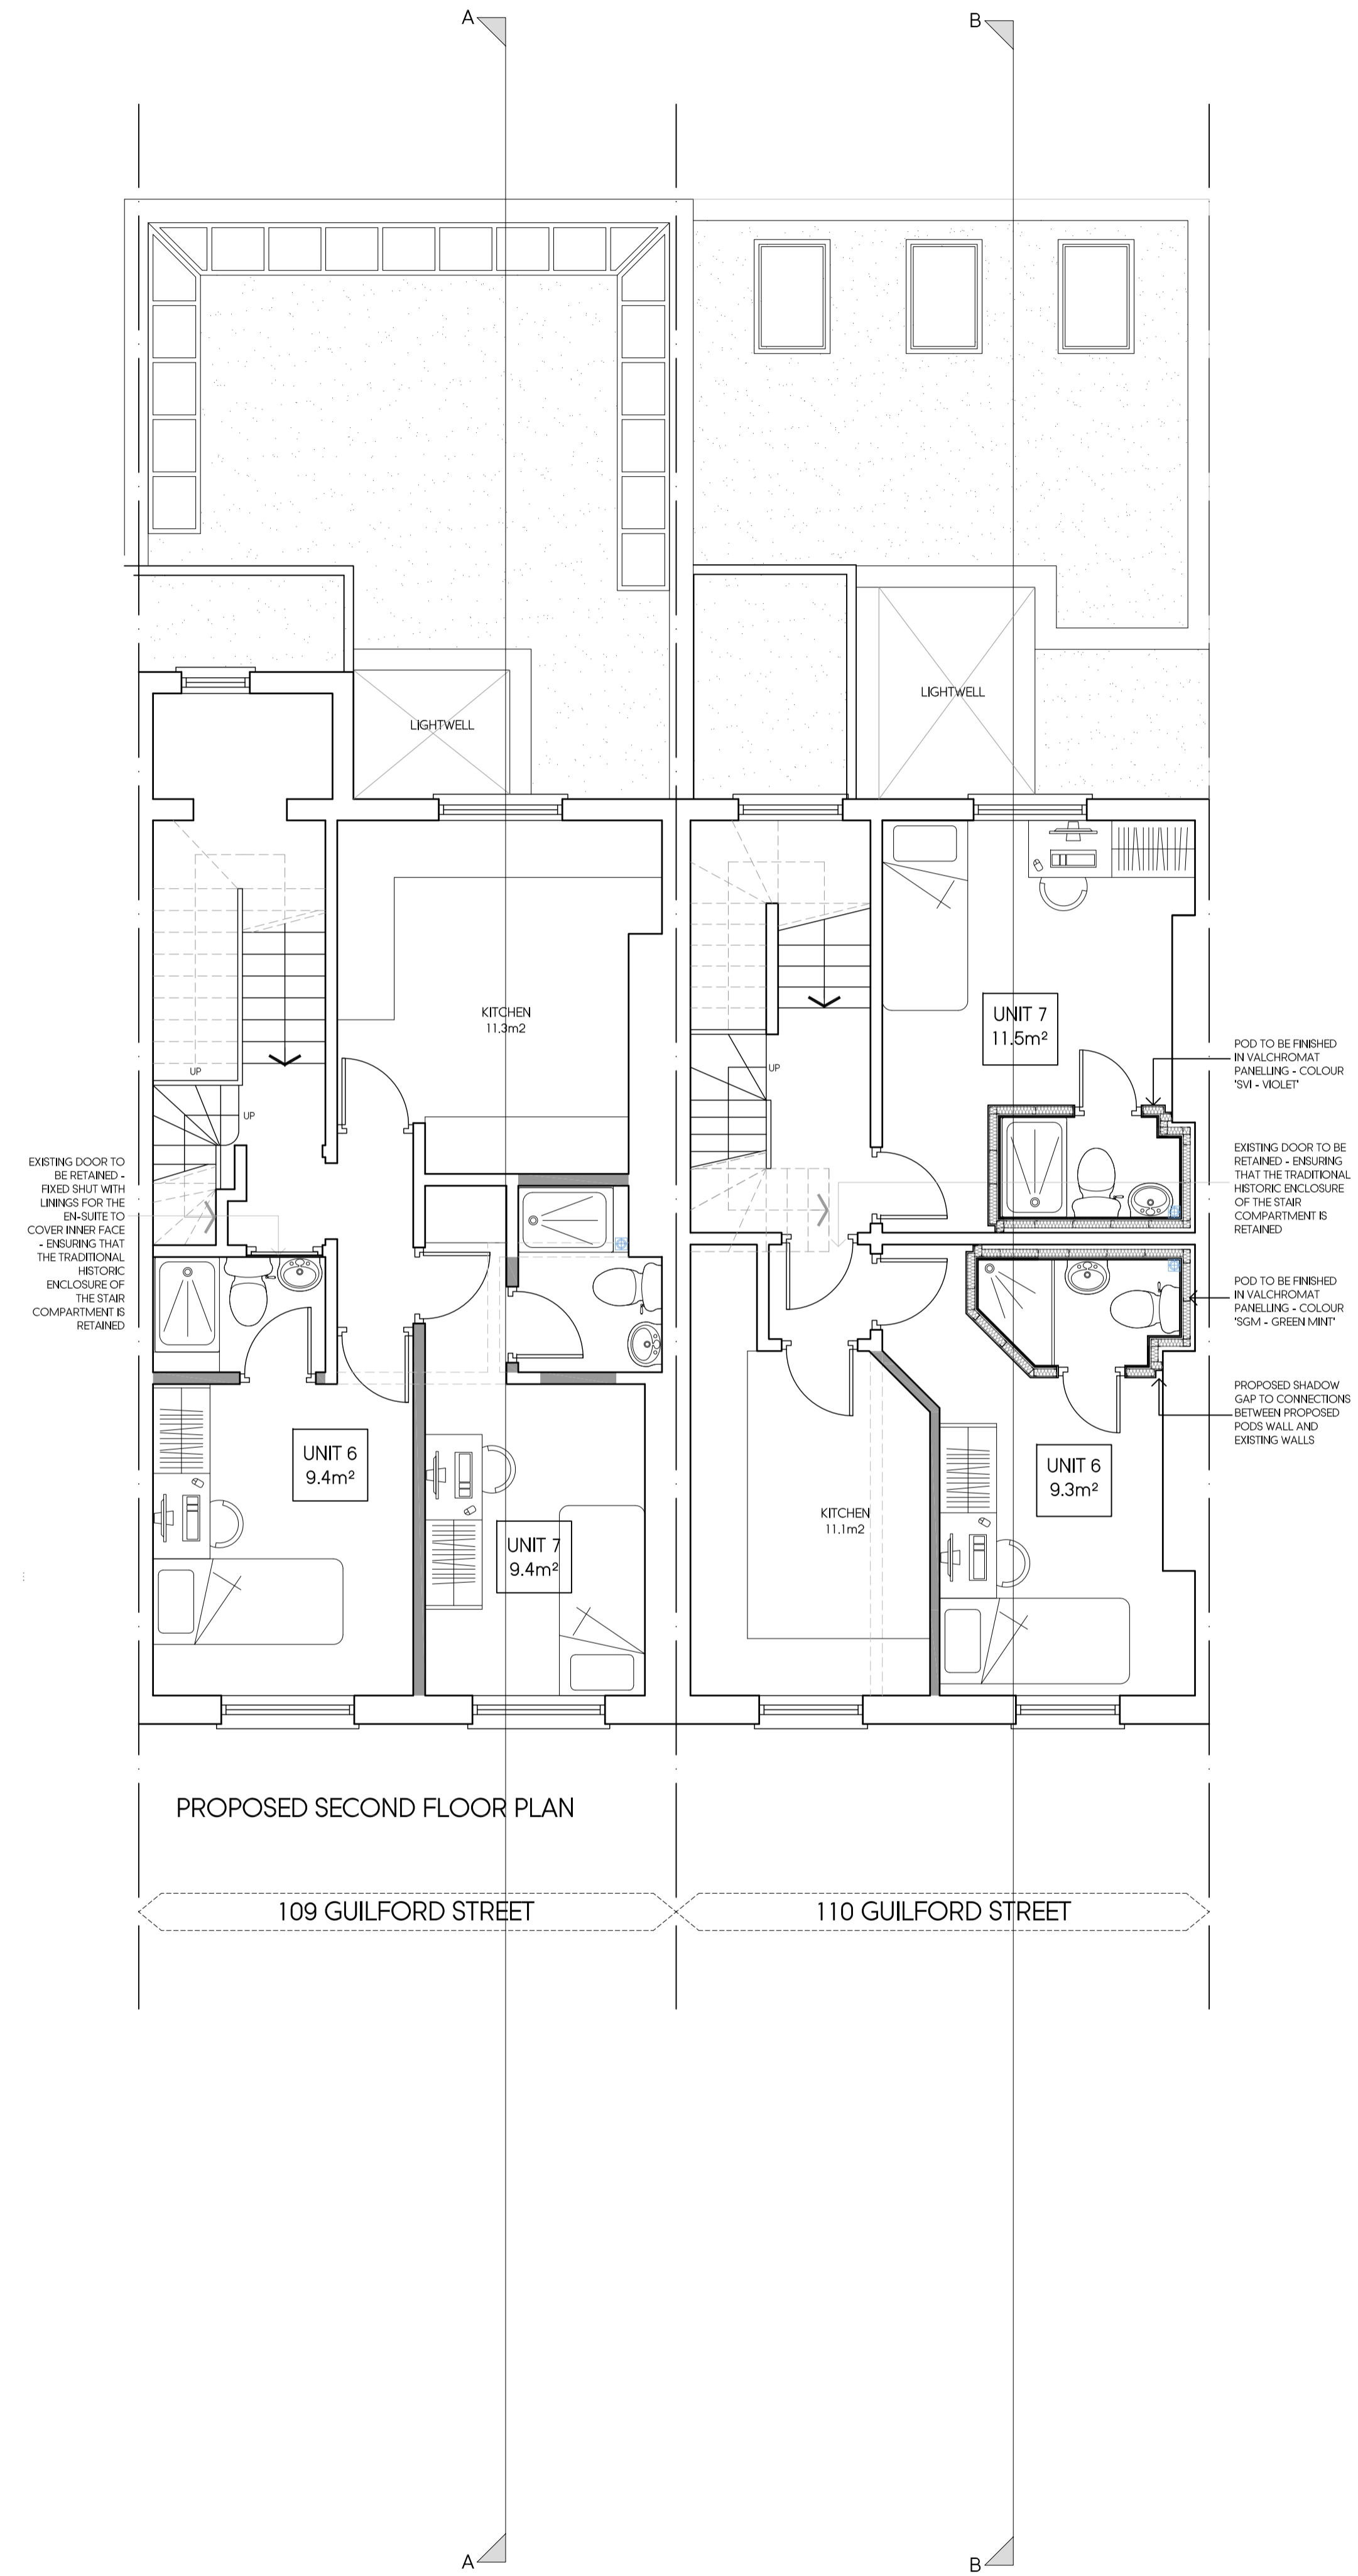 A
B
LIGHTWELL
LIGHTWELL
KITCHEN
11.3m2
UNIT 7
11.5m²
UP
UP
UP
POD TO BE FINISHED
IN VALCHROMAT
PANELLING - COLOUR
'SVI - VIOLET'
EXISTING DOOR TO BE
RETAINED - ENSURING
THAT THE TRADITIONAL
HISTORIC ENCLOSURE
OF THE STAIR
COMPARTMENT IS
RETAINED
EXISTING DOOR TO
BE RETAINED -
FIXED SHUT WITH
LININGS FOR THE
EN-SUITE TO
COVER INNER FACE
- ENSURING THAT
THE TRADITIONAL
HISTORIC
ENCLOSURE OF
THE STAIR
COMPARTMENT IS
RETAINED
POD TO BE FINISHED
IN VALCHROMAT
PANELLING - COLOUR
'SGM - GREEN MINT'
PROPOSED SHADOW
GAP TO CONNECTIONS
BETWEEN PROPOSED
PODS WALL AND
EXISTING WALLS
UNIT 6
9.4m²
UNIT 7
9.4m²
KITCHEN
11.1m2
UNIT 6
9.3m²
PROPOSED SECOND FLOOR PLAN
109 GUILFORD STREET
110 GUILFORD STREET
A
B